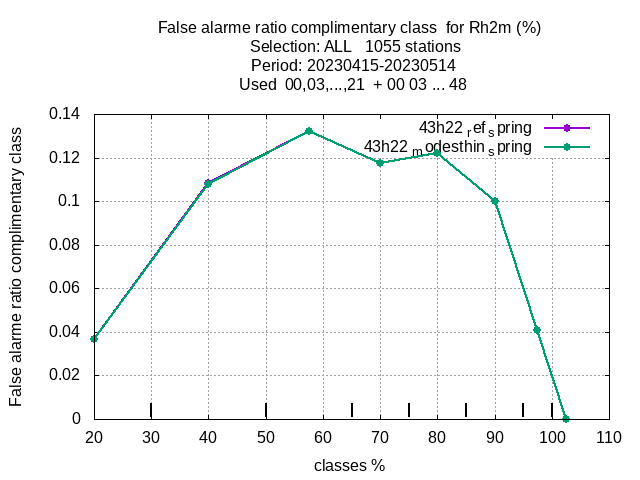 False alarme ratio complimentary class  for Rh2m (%)
Selection: ALL   1055 stations
Period: 20230415-20230514
Used  00,03,...,21  + 00 03 ... 48
False alarme ratio complimentary class
0.14
0.12
0.1
0.08
0.06
0.04
0.02
0
43h22 ref spring
43h22 modesthin spring
20 30 40 50 60 70 80 90 100 110
classes %